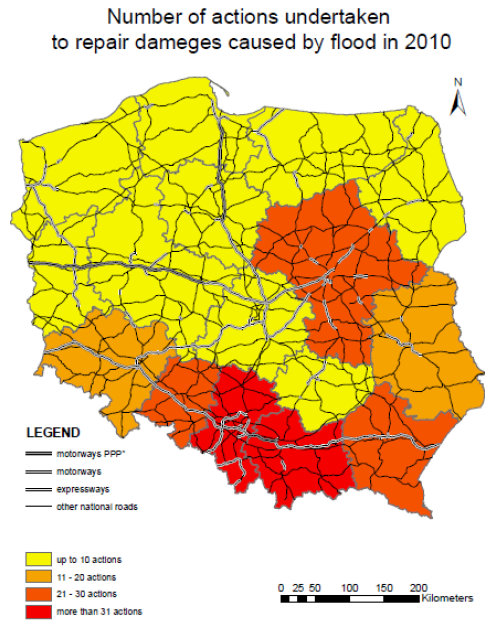 Number of actions undertaken
to repair dameges caused by flood in 2010
N
LEGEND
motorways PPP*
motorways
expressways
other national roads
up to 10 actions
11 - 20 actions
21 - 30 actions
more than 31 actions
0 25 50 100 150 200
Kilometers